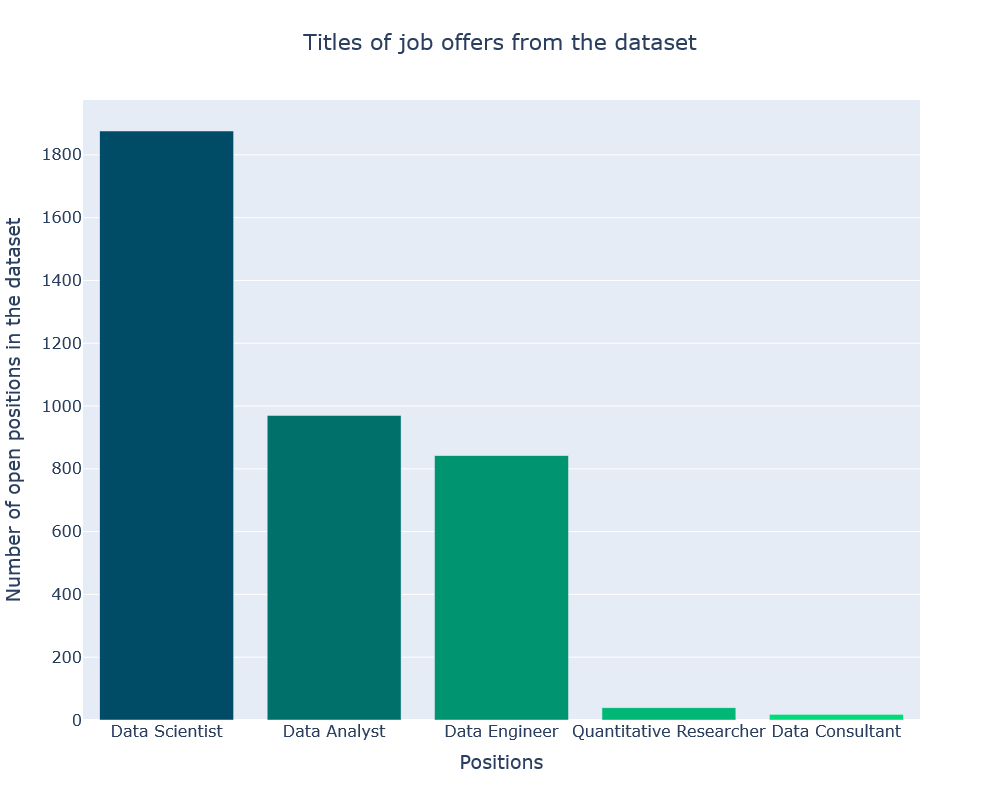 Titles of job offers from the dataset
Number of open positions in the dataset
1800
1600
1400
1200
1000
800
600
400
200
0
Data Scientist Data Analyst Data Engineer Quantitative Researcher Data Consultant
Positions